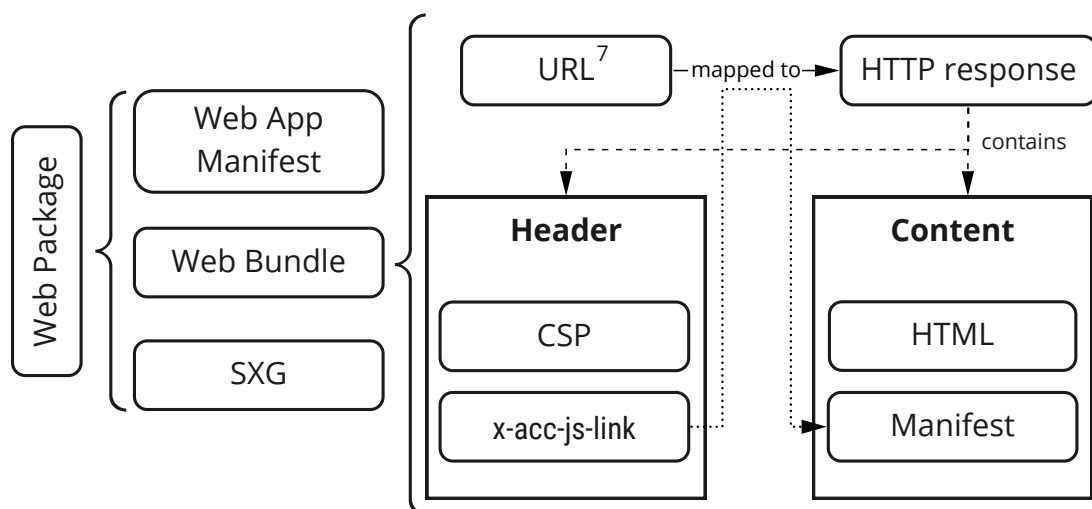 Web Package
Web App
Manifest
Web Bundle
SXG
URL⁷
mapped to
HTTP response
contains
Header
CSP
x-acc-js-link
Content
HTML
Manifest